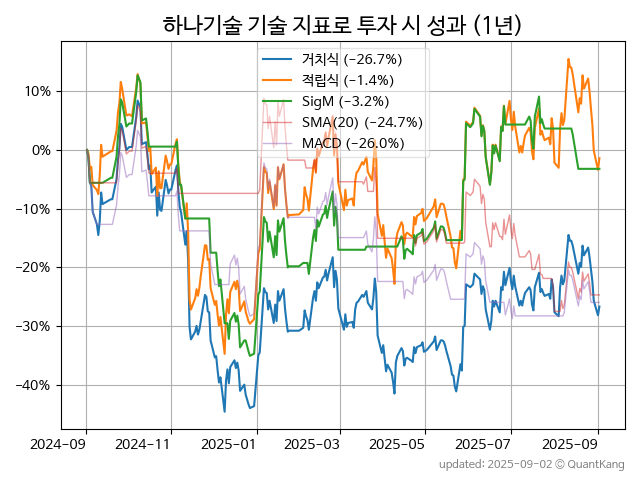 하나기술 기술 지표로 투자 시 성과 (1년)
거치식 (−26.7%)
적립식 (−1.4%)
SigM (−3.2%)
SMA(20) (−24.7%)
MACD (−26.0%)
10%
0%
−10%
−20%
−30%
−40%
2024-09 2024-11 2025-01 2025-03 2025-05 2025-07 2025-09
updated: 2025-09-02 © QuantKang